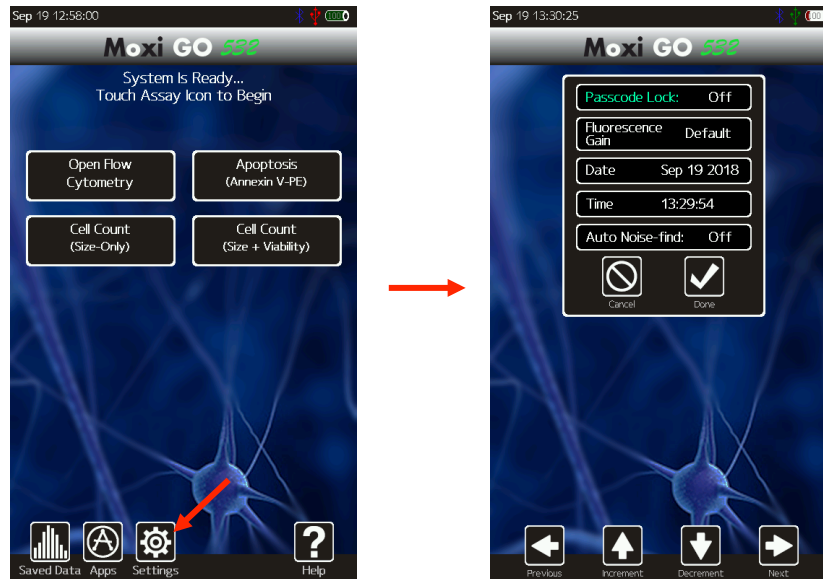 Sep 19 12:58:00
100
Moxi GO 532
System Is Ready...
Touch Assay Icon to Begin
Open Flow
Cytometry
Apoptosis
(Annexin V-PE)
Cell Count
(Size-Only)
Cell Count
(Size + Viability)
Saved Data
Apps
Settings
?
Help
Sep 19 13:30:25
Moxi GO 532
Passcode Lock: Off
Fluorescence
Gain
Default
Date Sep 19 2018
Time 13:29:54
Auto Noise-find: Off
Cancel
Done
Previous
Increment
Decrement
Next